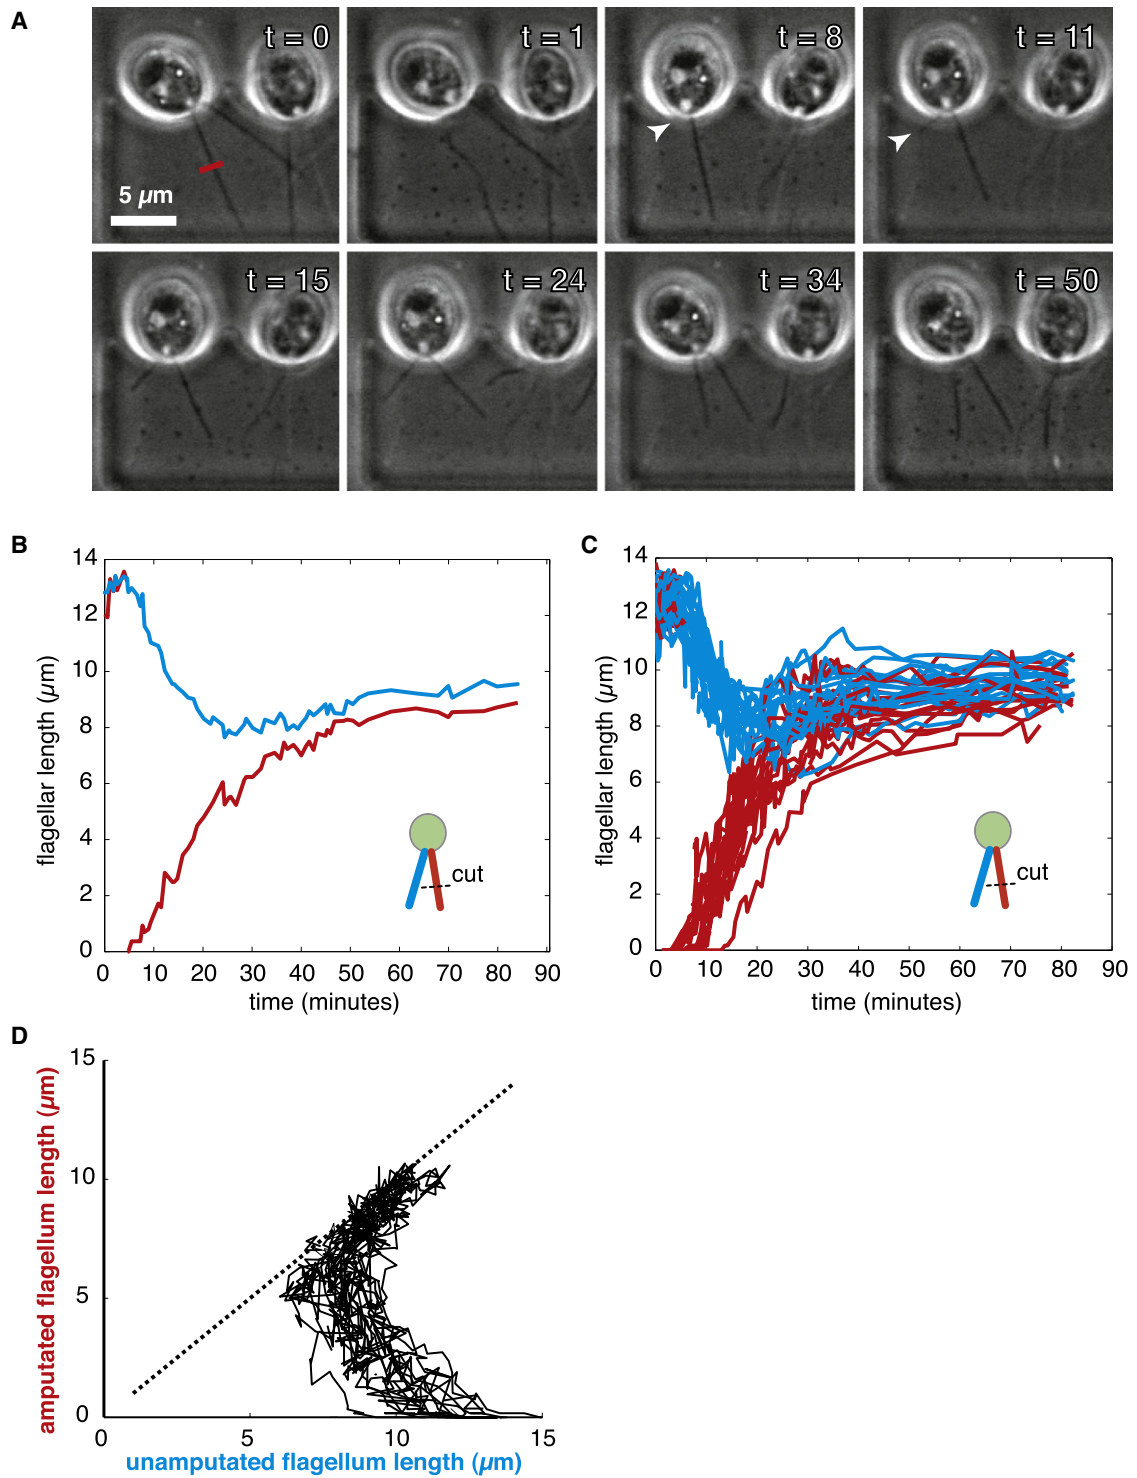 A
t = 0
t = 1
t = 8
t = 11
5 µm
t = 15
t = 24
t = 34
t = 50
B
14
12
10
8
6
4
2
0
flagellar length (µm)
cut
0 10 20 30 40 50 60 70 80 90
time (minutes)
C
14
12
10
8
6
4
2
0
flagellar length (µm)
cut
0 10 20 30 40 50 60 70 80 90
time (minutes)
D
15
10
5
0
amputated flagellum length (µm)
0 5 10 15
unamputated flagellum length (µm)